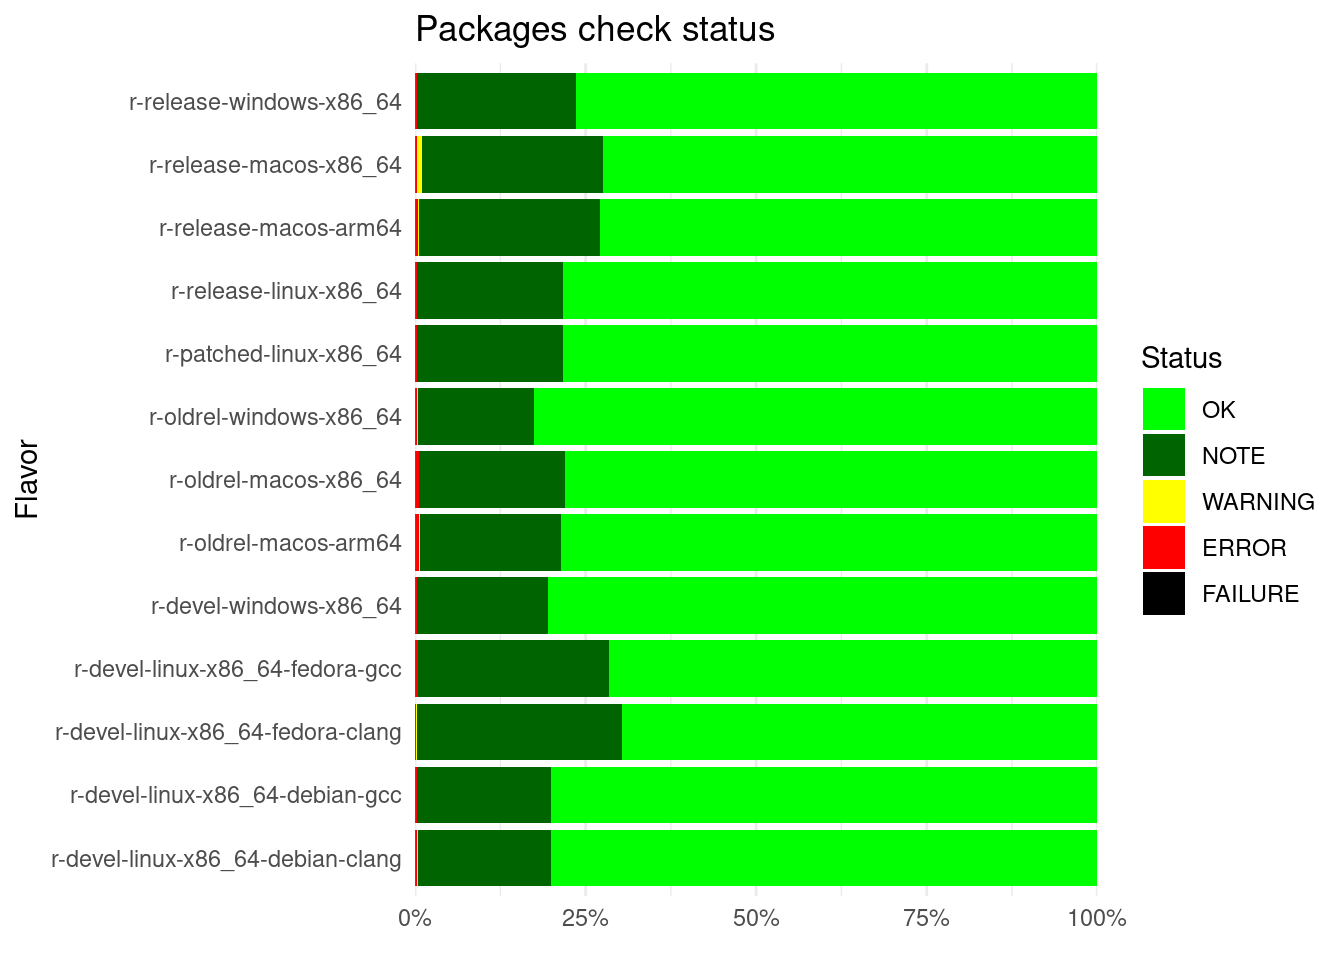 Packages check status
r-release-windows-x86_64
r-release-macos-x86_64
r-release-macos-arm64
r-release-linux-x86_64
r-patched-linux-x86_64
r-oldrel-windows-x86_64
r-oldrel-macos-x86_64
r-oldrel-macos-arm64
r-devel-windows-x86_64
r-devel-linux-x86_64-fedora-gcc
r-devel-linux-x86_64-fedora-clang
r-devel-linux-x86_64-debian-gcc
r-devel-linux-x86_64-debian-clang
Flavor
0% 25% 50% 75% 100%
Status
OK
NOTE
WARNING
ERROR
FAILURE